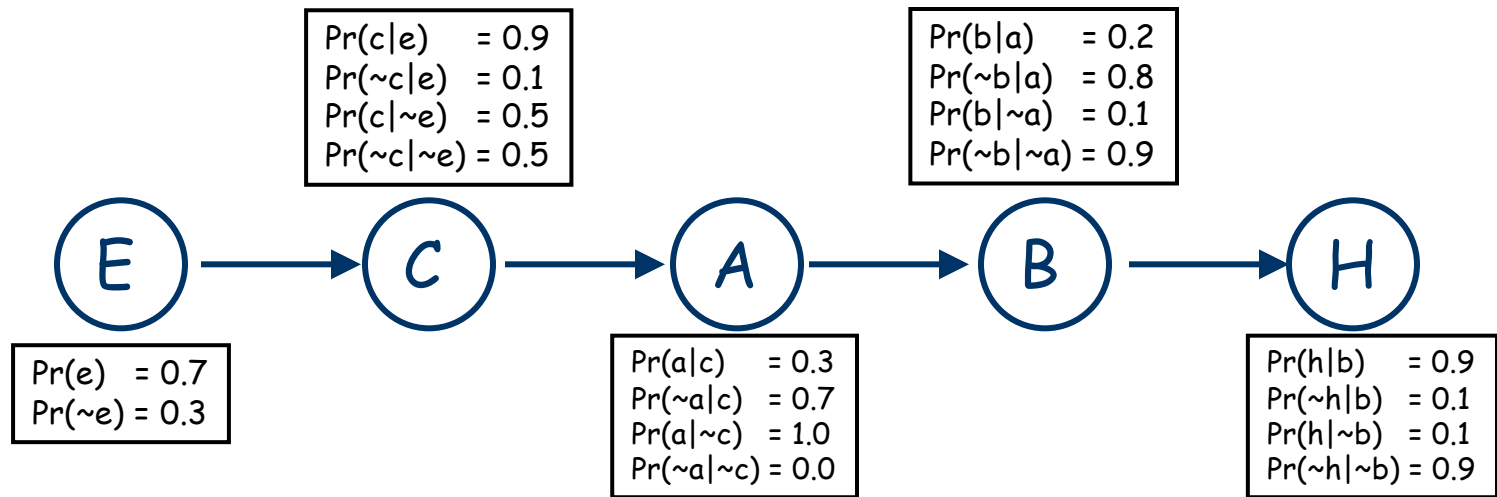 Pr(c|e) = 0.9
Pr(~c|e) = 0.1
Pr(c|~e) = 0.5
Pr(~c|~e) = 0.5
Pr(b|a) = 0.2
Pr(~b|a) = 0.8
Pr(b|~a) = 0.1
Pr(~b|~a) = 0.9
E
C
A
B
H
Pr(e) = 0.7
Pr(~e) = 0.3
Pr(a|c) = 0.3
Pr(~a|c) = 0.7
Pr(a|~c) = 1.0
Pr(~a|~c) = 0.0
Pr(h|b) = 0.9
Pr(~h|b) = 0.1
Pr(h|~b) = 0.1
Pr(~h|~b) = 0.9